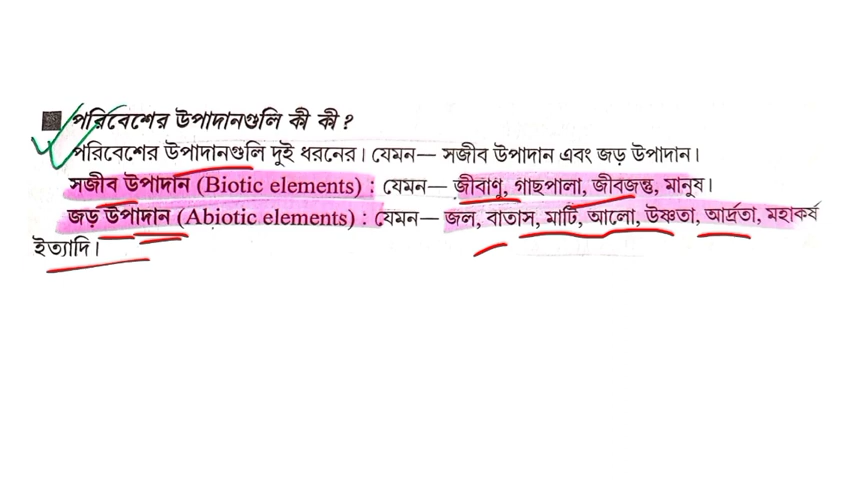 পরিবেশের উপাদানগুলি কী কী?
পরিবেশের উপাদানগুলি দুই ধরনের। যেমন— সজীব উপাদান এবং জড় উপাদান।
সজীব উপাদান (Biotic elements) : যেমন— জীবাণু, গাছপালা, জীবজন্তু, মানুষ।
জড় উপাদান (Abiotic elements) : যেমন— জল, বাতাস, মাটি, আলো, উষ্ণতা, আর্দ্রতা, মহাকর্ষ
ইত্যাদি।